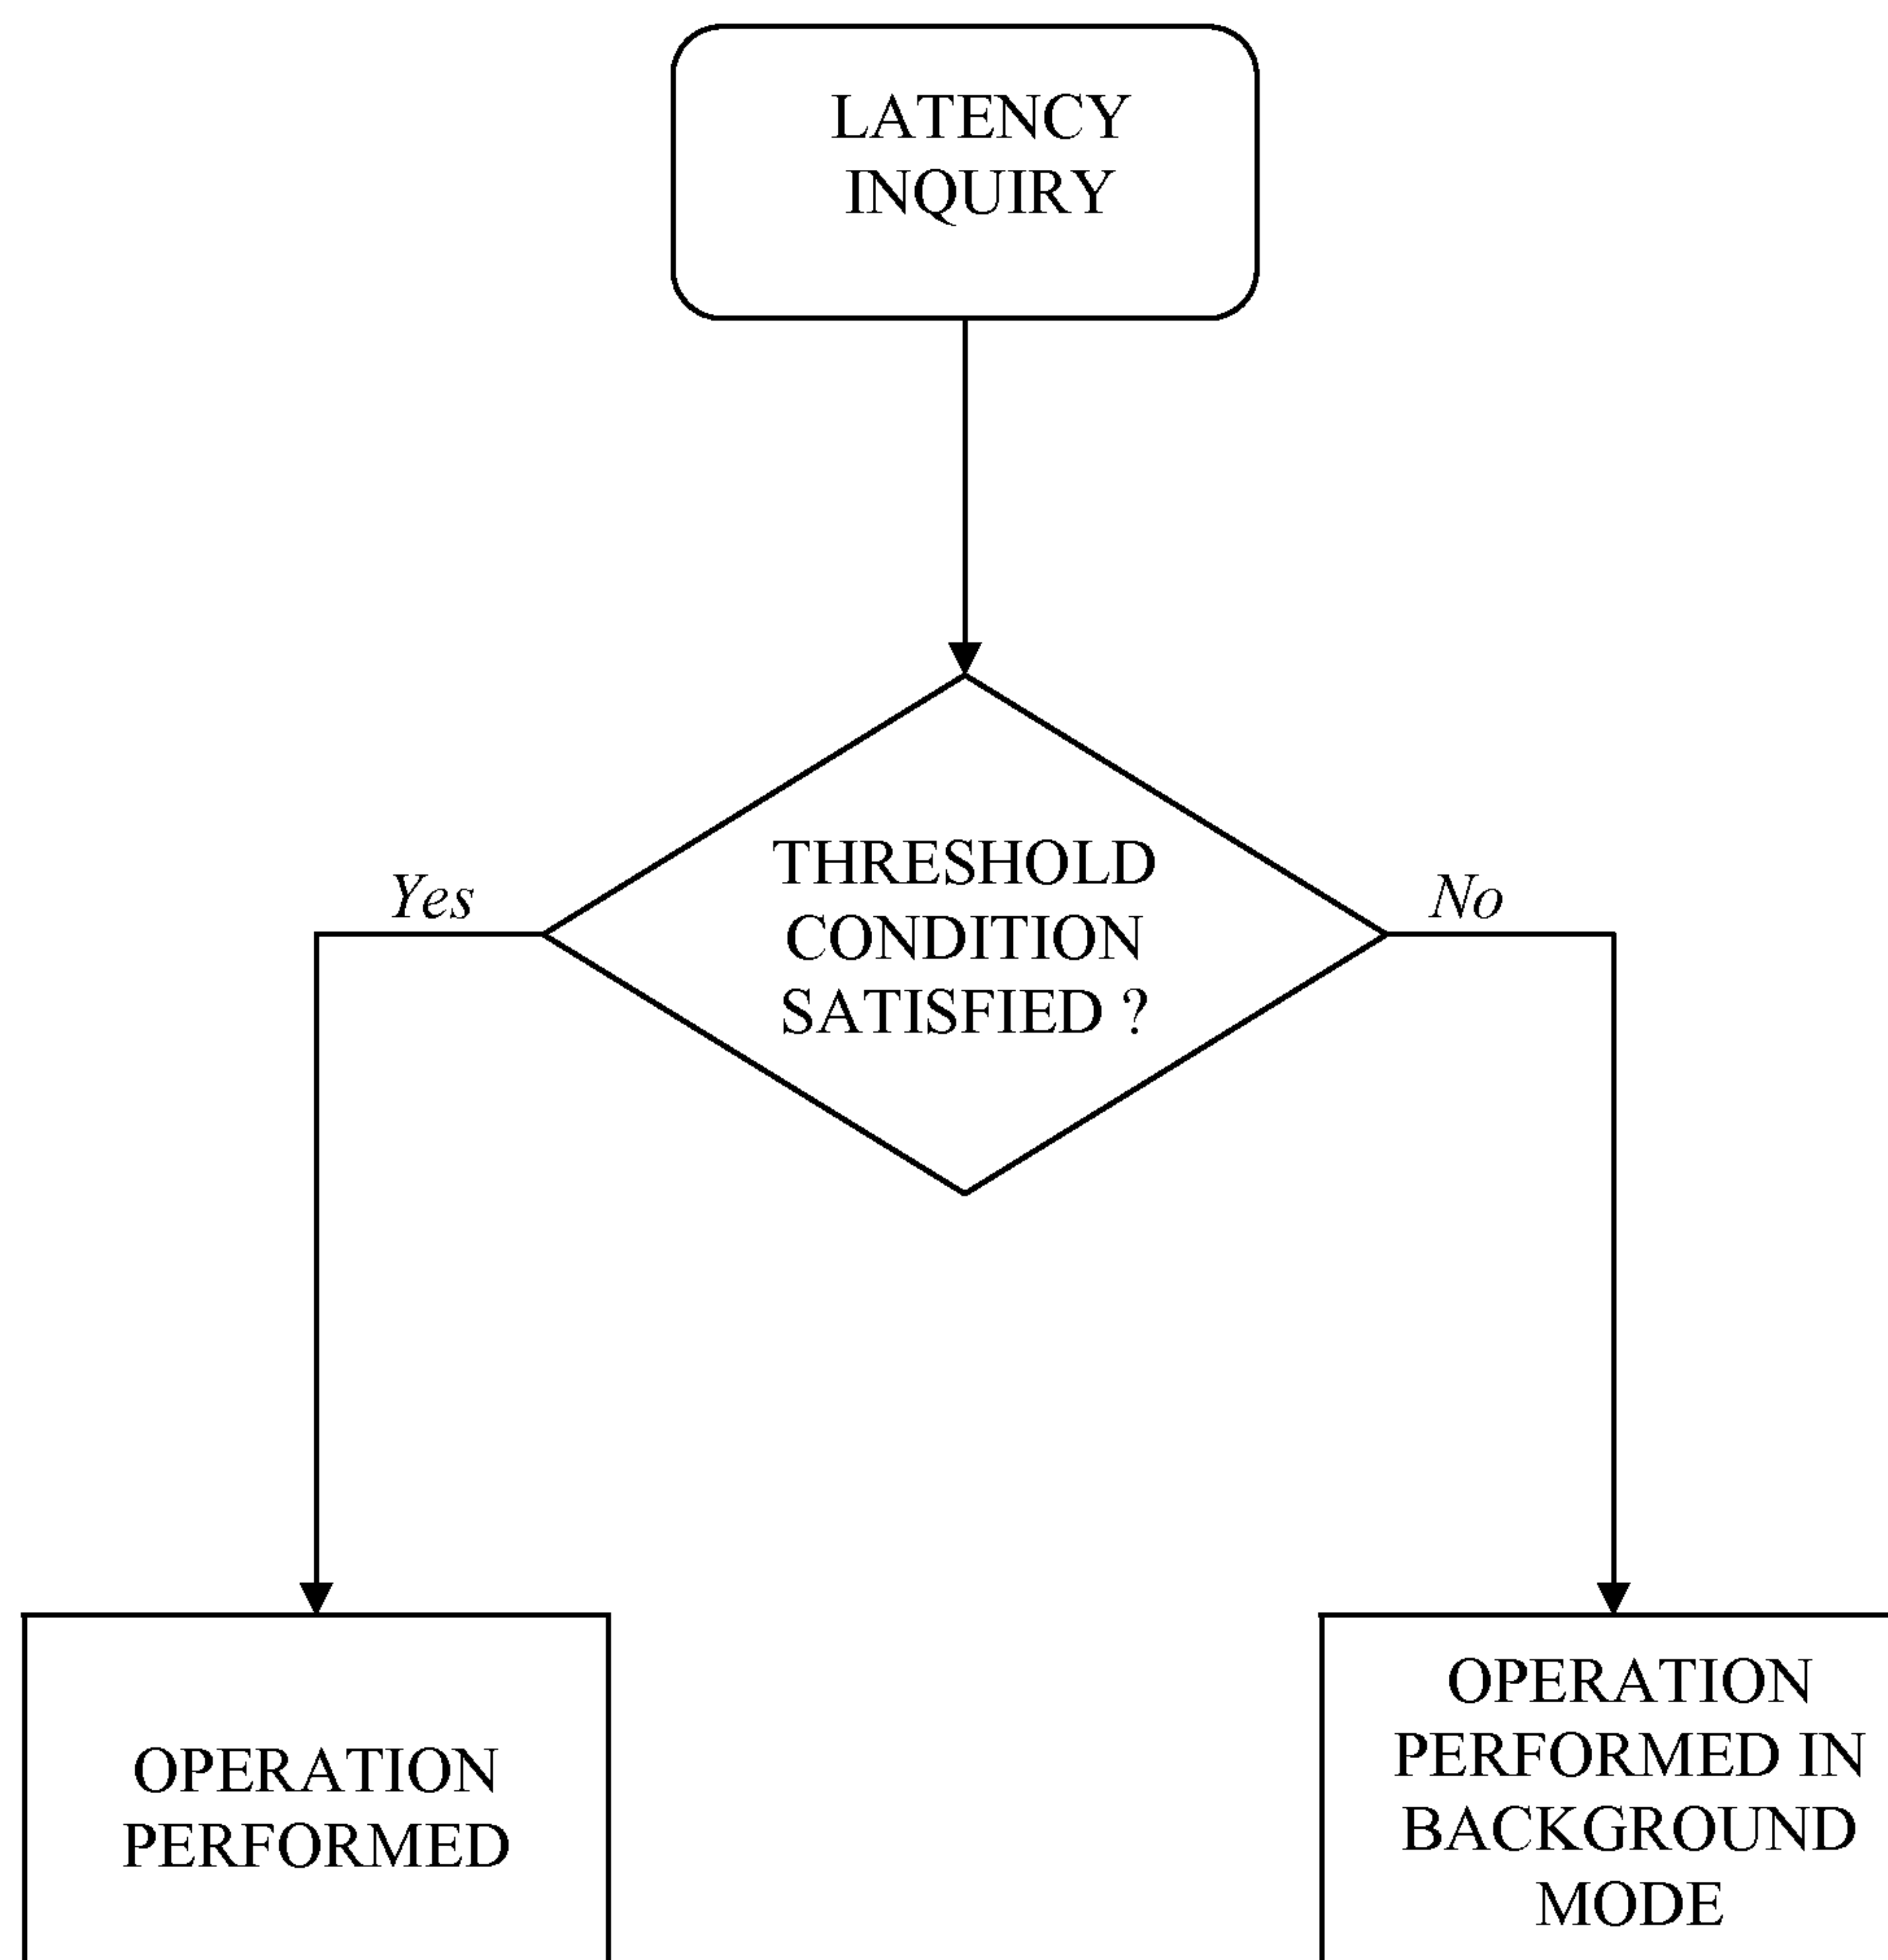 LATENCY
INQUIRY
THRESHOLD
CONDITION
SATISFIED ?
Yes
No
OPERATION
PERFORMED
OPERATION
PERFORMED IN
BACKGROUND
MODE